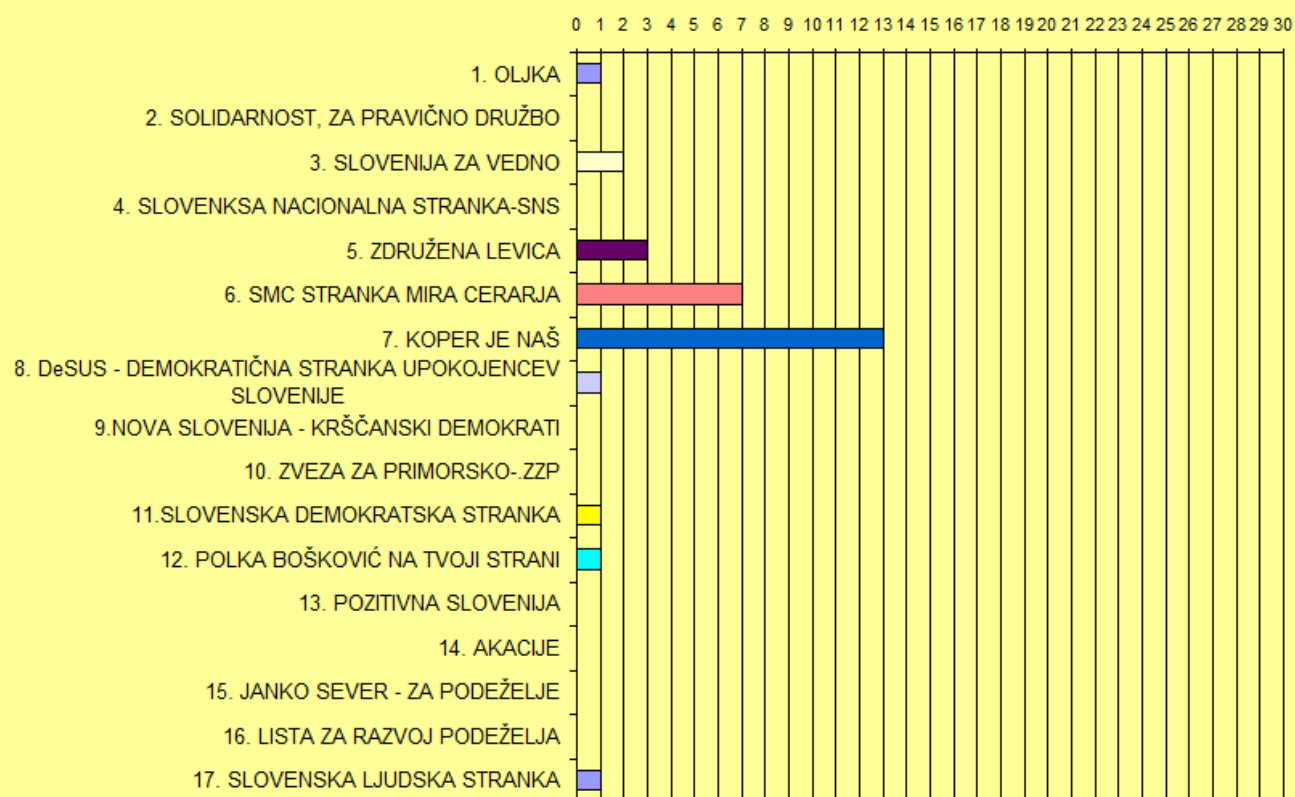 0 1 2 3 4 5 6 7 8 9 10 11 12 13 14 15 16 17 18 19 20 21 22 23 24 25 26 27 28 29 30
1. OLJKA
2. SOLIDARNOST, ZA PRAVIČNO DRUŽBO
3. SLOVENIJA ZA VEDNO
4. SLOVENKSA NACIONALNA STRANKA-SNS
5. ZDRUŽENA LEVICA
6. SMC STRANKA MIRA CERARJA
7. KOPER JE NAŠ
8. DeSUS - DEMOKRATIČNA STRANKA UPOKOJENCEV
SLOVENIJE
9.NOVA SLOVENIJA - KRŠČANSKI DEMOKRATI
10. ZVEZA ZA PRIMORSKO-.ZZP
11.SLOVENSKA DEMOKRATSKA STRANKA
12. POLKA BOŠKOVIĆ NA TVOJI STRANI
13. POZITIVNA SLOVENIJA
14. AKACIJE
15. JANKO SEVER - ZA PODEŽELJE
16. LISTA ZA RAZVOJ PODEŽELJA
17. SLOVENSKA LJUDSKA STRANKA